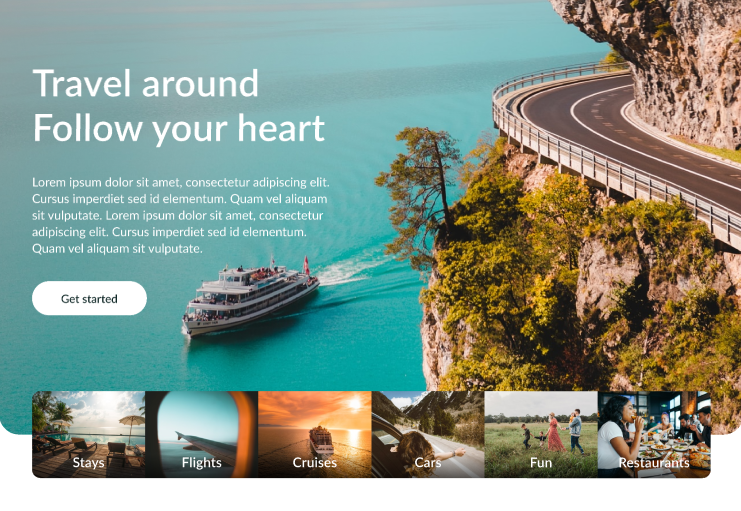 Travel around
Follow your heart
Lorem ipsum dolor sit amet, consectetur adipiscing elit.
Cursus imperdiet sed id elementum. Quam vel aliquam
sit vulputate. Lorem ipsum dolor sit amet, consectetur
adipiscing elit. Cursus imperdiet sed id elementum.
Quam vel aliquam sit vulputate.
Get started
Stays
Flights
Cruises
Cars
Fun
Restaurants